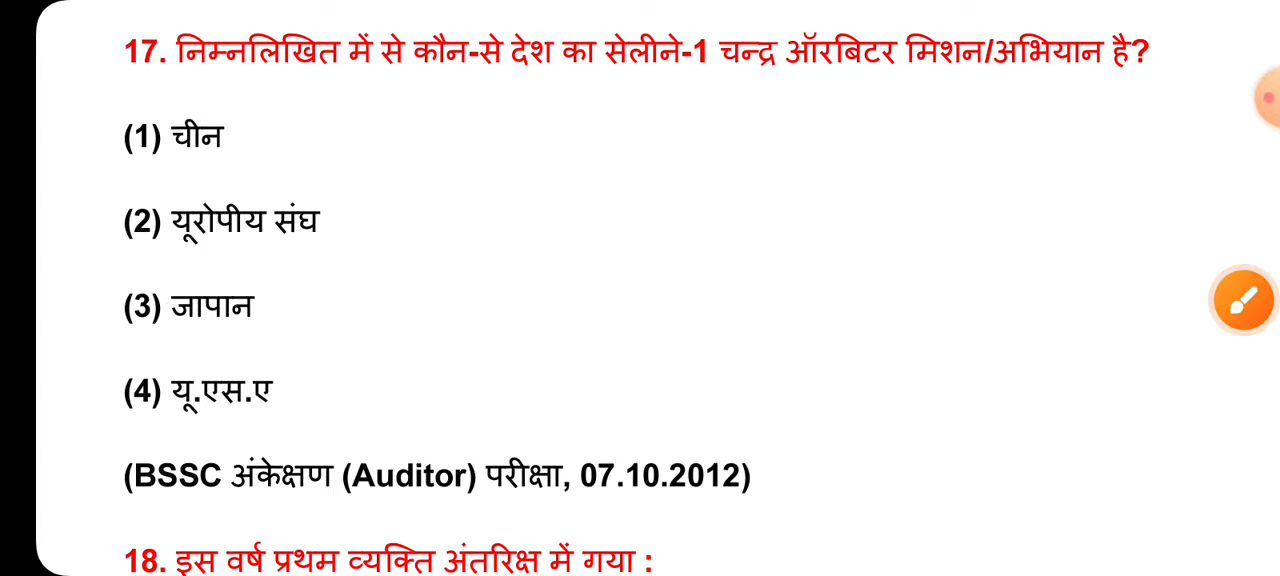 17. निम्नलिखित में से कौन-से देश का सेलीने-1 चन्द्र ऑरबिटर मिशन/अभियान है?
(1) चीन
(2) यूरोपीय संघ
(3) जापान
(4) यू.एस.ए
(BSSC अंकेक्षण (Auditor) परीक्षा, 07.10.2012)
18. इस वर्ष प्रथम व्यक्ति अंतरिक्ष में गया :